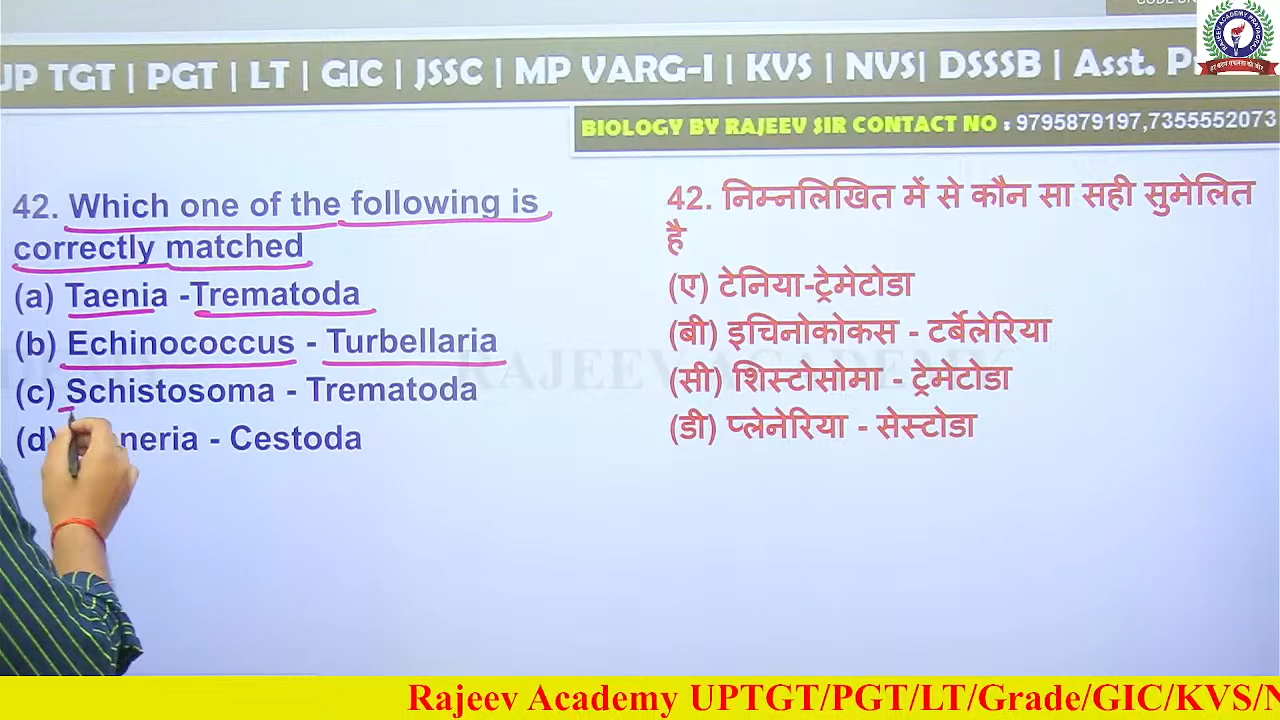 UP TGT | PGT | LT | GIC | JSSC | MP VARG-I | KVS | NVS| DSSSB | Asst.
BIOLOGY BY RAJEEV SIR CONTACT NO : 9795879197,7355552073
42. Which one of the following is
correctly matched
(a) Taenia -Trematoda
(b) Echinococcus - Turbellaria
(c) Schistosoma - Trematoda
(d) - Cestoda
42. निम्नलिखित में से कौन सा सही सुमेलित
है
(ए) टेनिया-ट्रेमेटोडा
(बी) इचिनोकोकस - टर्बेलेरिया
(सी) शिस्टोसोमा - ट्रेमेटोडा
(डी) प्लेनेरिया - सेस्टोडा
RAJEEV ACADEMY
Rajeev Academy UPTGT/PGT/LT/Grade/GIC/KVS/